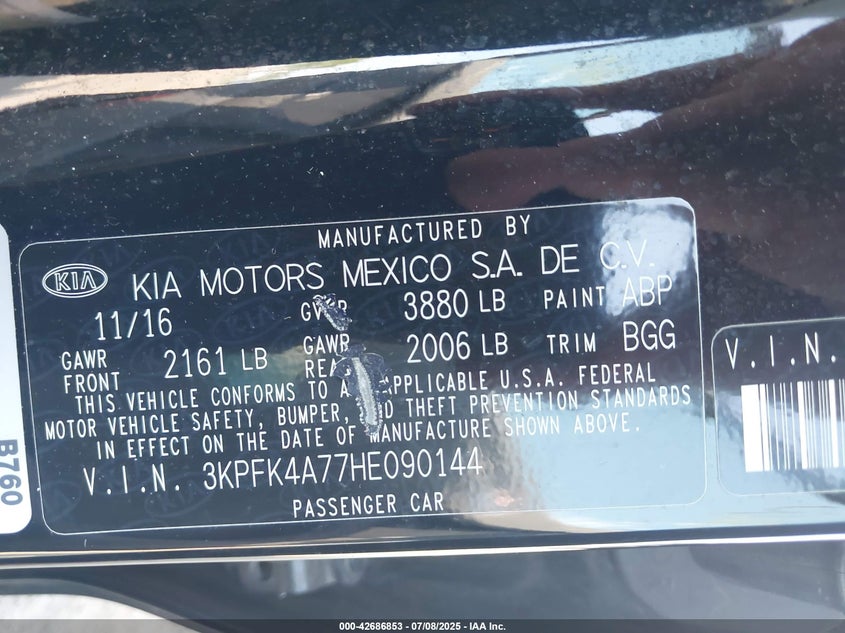 MANUFACTURED BY
KIA KIA MOTORS MEXICO S.A. DE C.V.
11/16 3880 LB PAINT ABP
GAWR FRONT 2161 LB GAWR 2006 LB TRIM BGG
THIS VEHICLE CONFORMS TO APPLICABLE U.S.A. FEDERAL
MOTOR VEHICLE SAFETY, BUMPER, THEFT PREVENTION STANDARDS
IN EFFECT ON THE DATE OF MANUFACTURE SHOWN ABOVE.
V.I.N. 3KPFK4A77HE090144
PASSENGER CAR
V.I.N.
B760
000-42686853 / 07/08/2025 - IAA Inc.